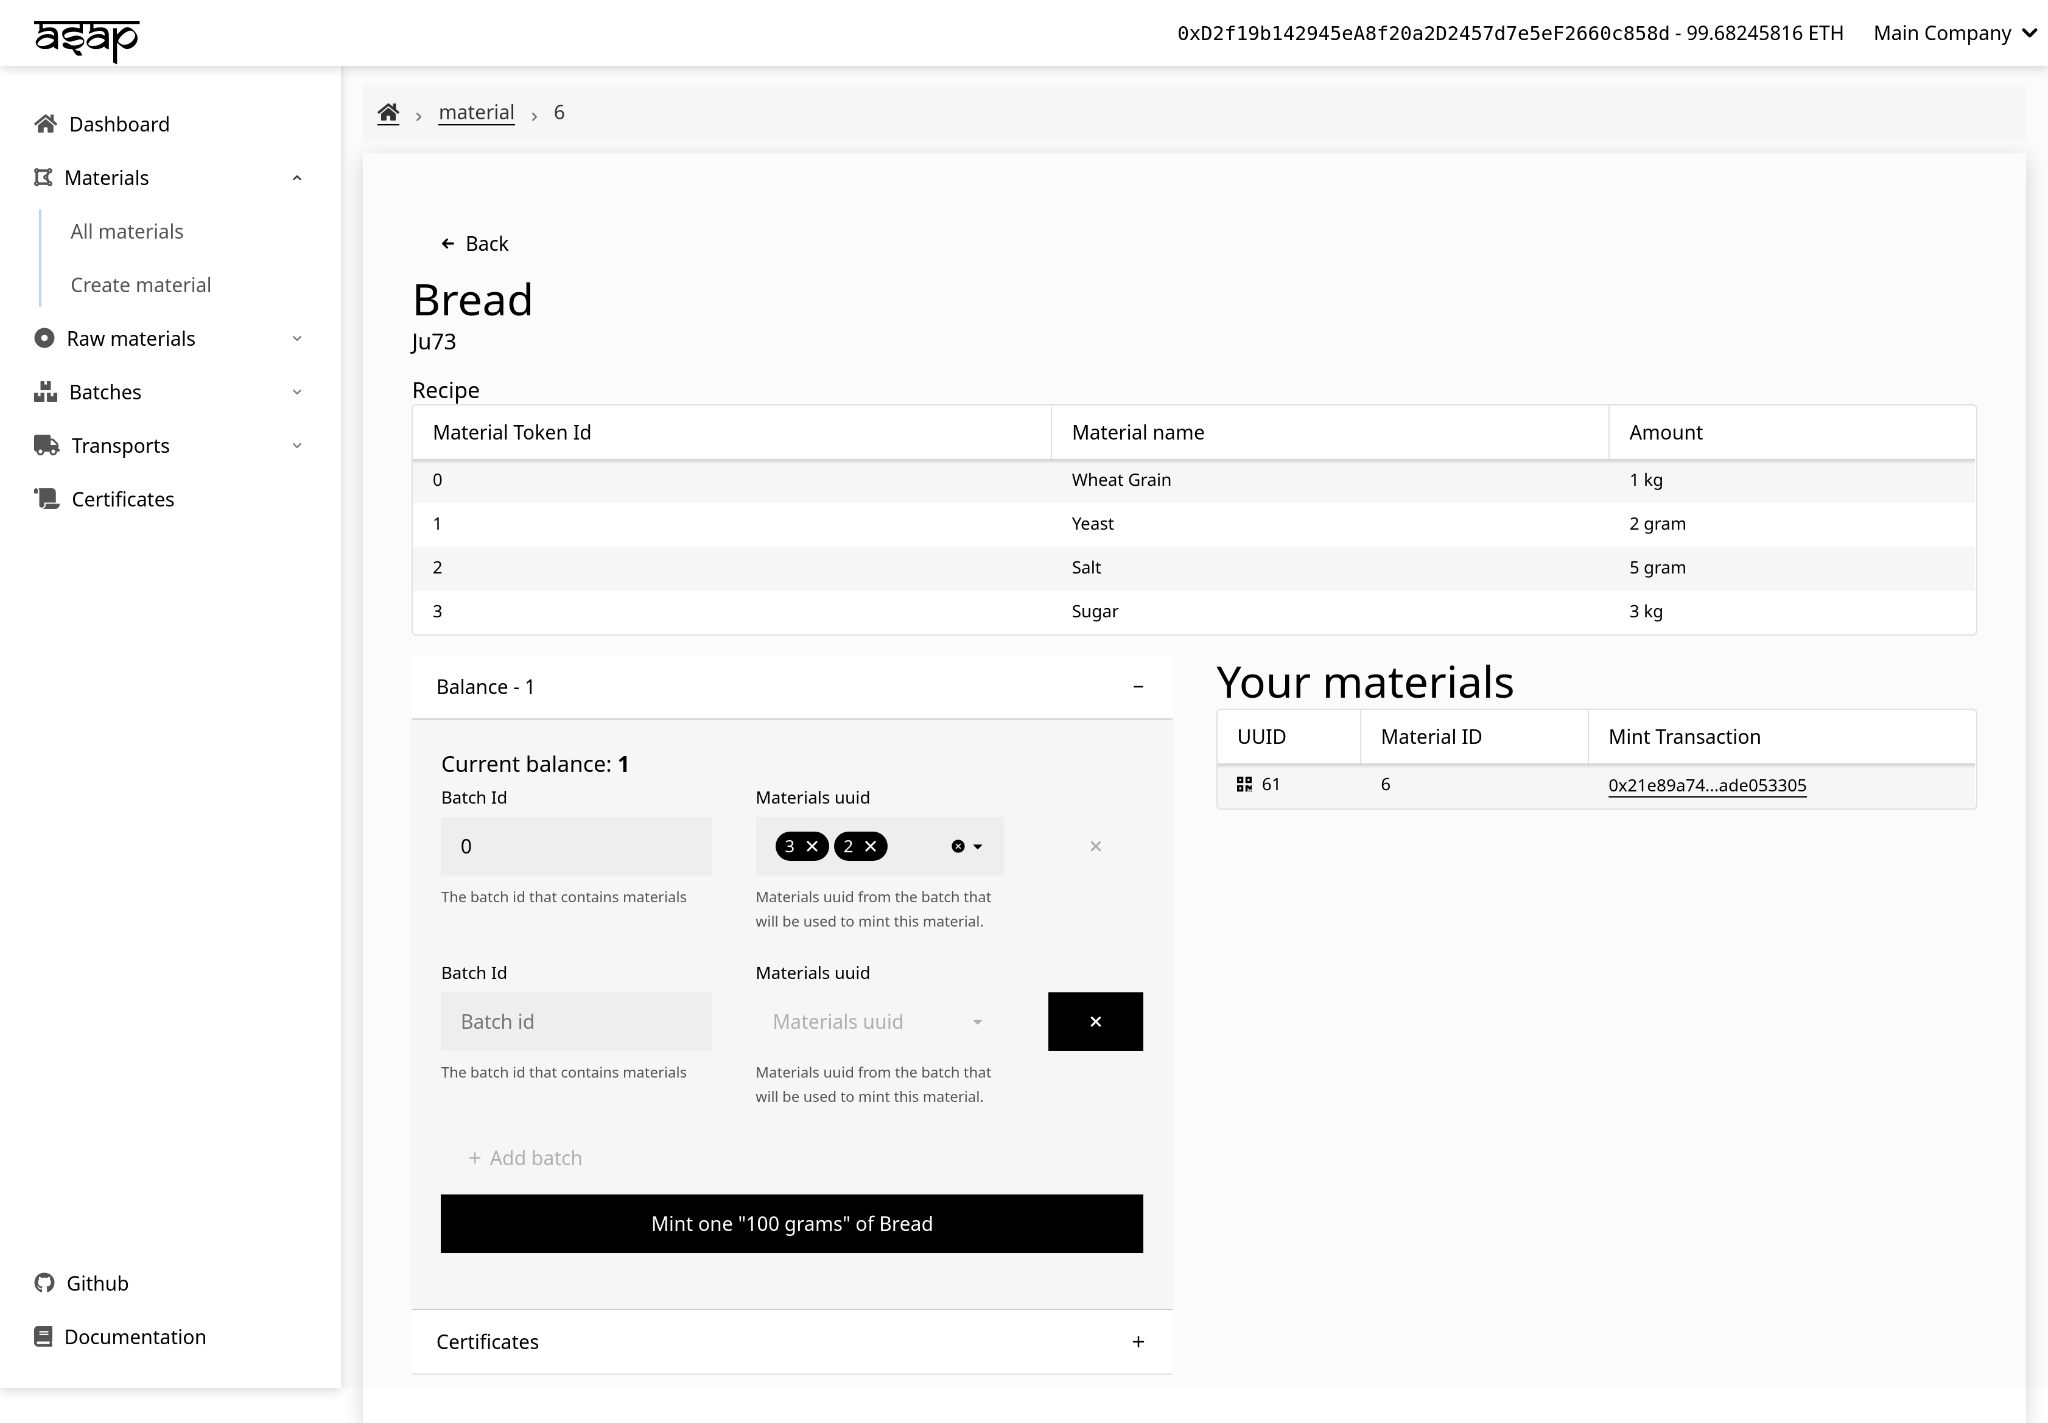 asap
0xD2f19b142945eA8f20a2D2457d7e5eF2660c858d - 99.68245816 ETH Main Company
Dashboard
Materials
All materials
Create material
Raw materials
Batches
Transports
Certificates
Github
Documentation
material 6
Back
Bread
Ju73
Recipe
Material Token Id Material name Amount
0 Wheat Grain 1 kg
1 Yeast 2 gram
2 Salt 5 gram
3 Sugar 3 kg
Balance - 1
Current balance: 1
Batch Id Materials uuid
0 3 2
The batch id that contains materials Materials uuid from the batch that
will be used to mint this material.
Batch Id Materials uuid
Batch id Materials uuid
The batch id that contains materials Materials uuid from the batch that
will be used to mint this material.
+ Add batch
Mint one "100 grams" of Bread
Certificates
Your materials
UUID Material ID Mint Transaction
61 6 0x21e89a74...ade053305